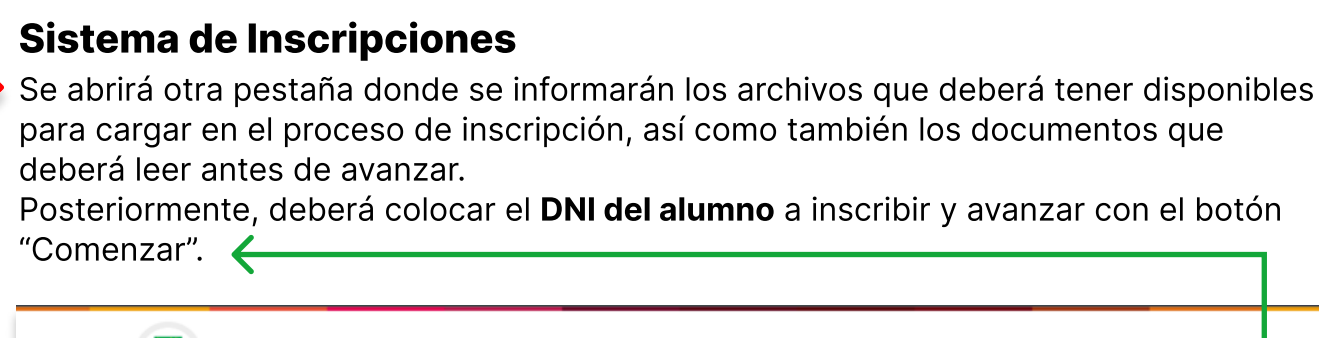 Sistema de Inscripciones
Se abrirá otra pestaña donde se informarán los archivos que deberá tener disponibles
para cargar en el proceso de inscripción, así como también los documentos que
deberá leer antes de avanzar.
Posteriormente, deberá colocar el DNI del alumno a inscribir y avanzar con el botón
“Comenzar”.